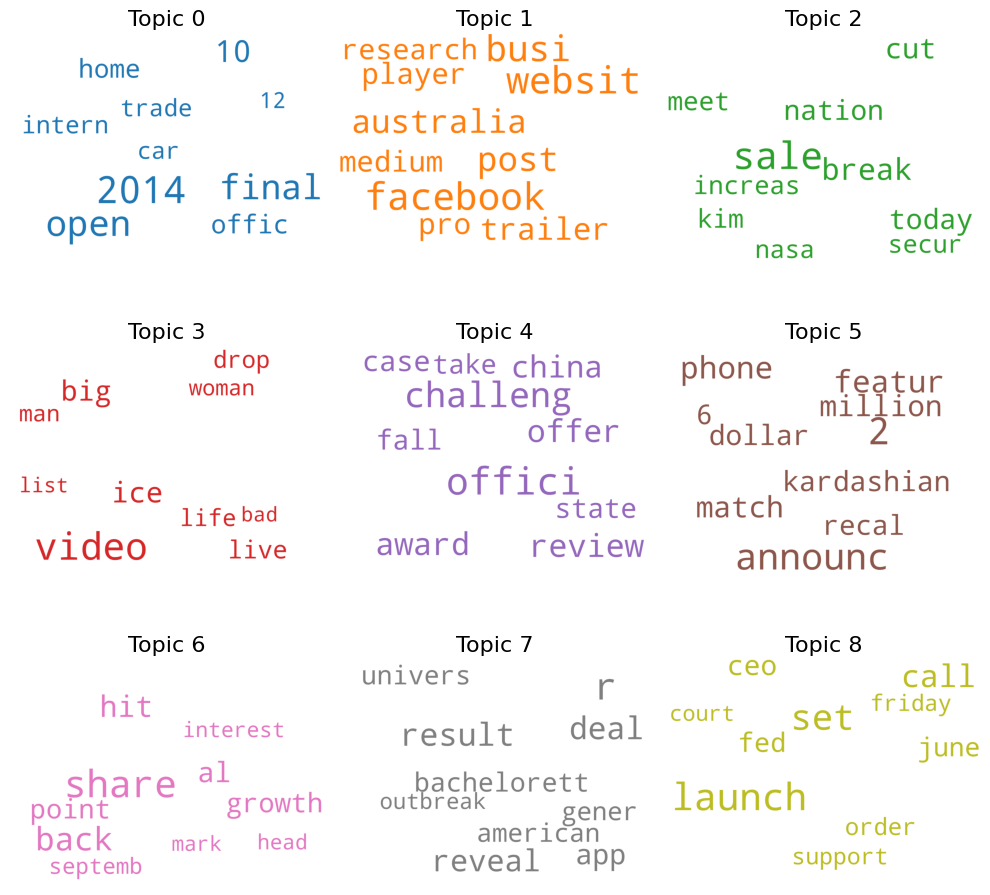 Topic 0
10
home
12
trade
intern
car
2014
final
open
offic
Topic 1
research
busi
player
websit
australia
medium
post
facebook
pro
trailer
Topic 2
cut
meet
nation
sale
break
increas
kim
today
nasa
secur
Topic 3
drop
big
woman
man
list
ice
life
bad
video
live
Topic 4
case
take
china
challeng
fall
offer
offici
state
award
review
Topic 5
phone
featur
6
million
dollar
2
kardashian
match
recal
announc
Topic 6
hit
interest
share
al
point
growth
back
mark
head
septemb
Topic 7
univers
r
result
deal
bachelorett
outbreak
gener
american
reveal
app
Topic 8
ceo
call
court
set
friday
fed
june
launch
order
support